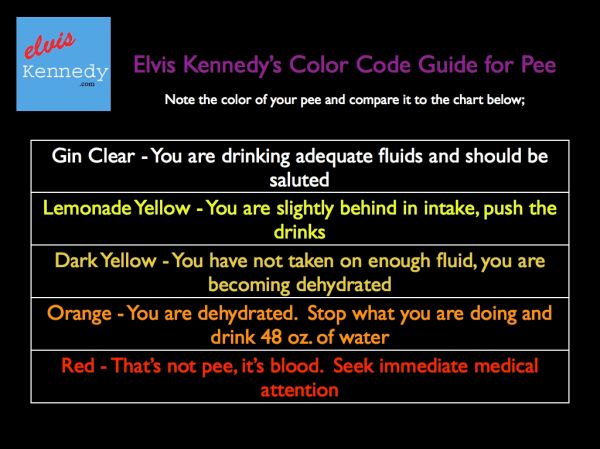 elvis
Kennedy
.com
Elvis Kennedy's Color Code Guide for Pee
Note the color of your pee and compare it to the chart below;
Gin Clear - You are drinking adequate fluids and should be
saluted
Lemonade Yellow - You are slightly behind in intake, push the
drinks
Dark Yellow - You have not taken on enough fluid, you are
becoming dehydrated
Orange - You are dehydrated.  Stop what you are doing and
drink 48 oz. of water
Red - That's not pee, it's blood.  Seek immediate medical
attention